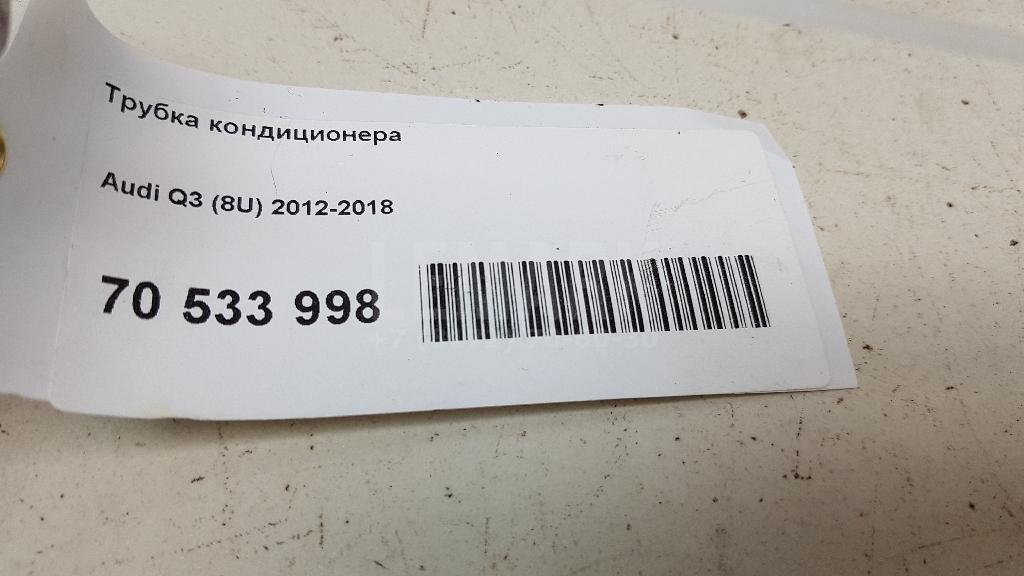 Трубка кондиционера
Audi Q3 (8U) 2012-2018
70 533 998